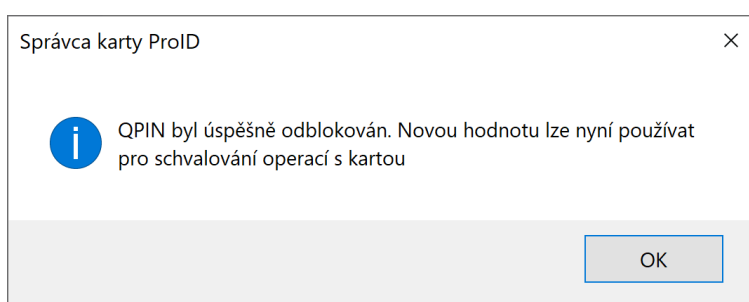 Správca karty ProID
QPIN byl úspěšně odblokován. Novou hodnotu lze nyní používat
pro schvalování operací s kartou
OK